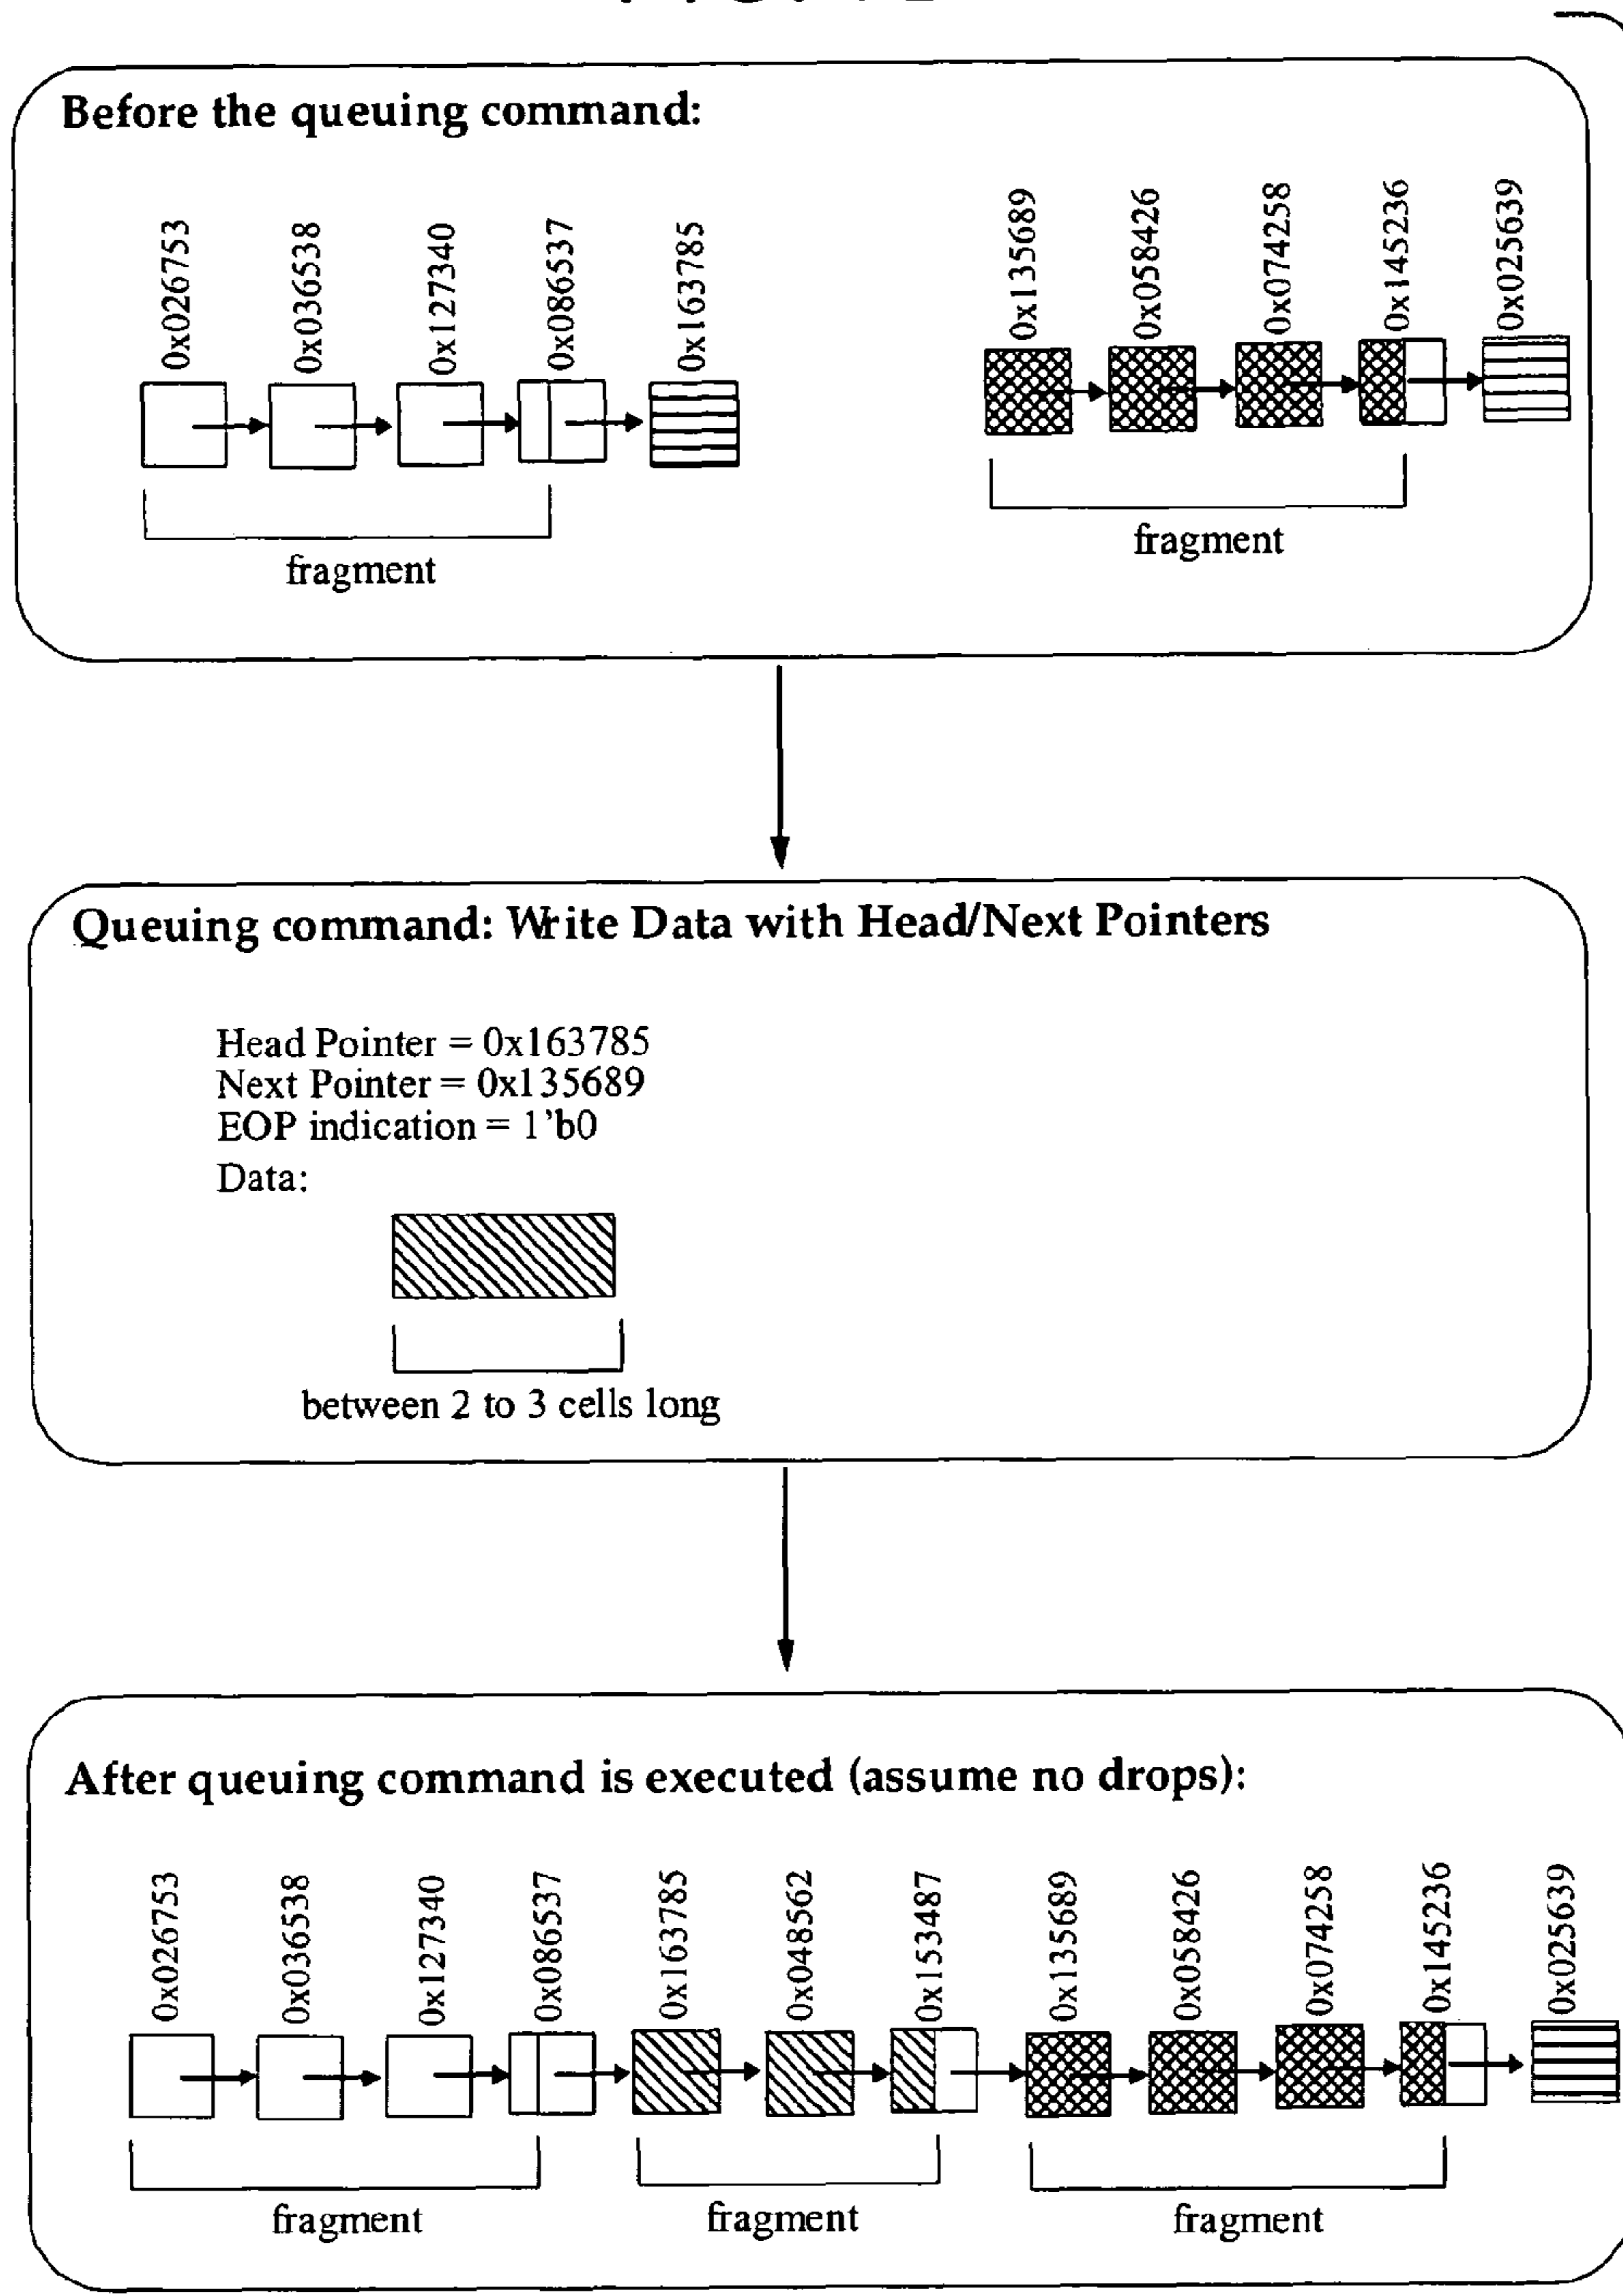 Before the queuing command:
0x026753
0x036538
0x127340
0x086537
0x163785
0x135689
0x058426
0x074258
0x145236
0x025639
fragment
fragment
Queuing command: Write Data with Head/Next Pointers
Head Pointer = 0x163785
Next Pointer = 0x135689
EOP indication = 1'b0
Data:
between 2 to 3 cells long
After queuing command is executed (assume no drops):
0x026753
0x036538
0x127340
0x086537
0x163785
0x048562
0x153487
0x135689
0x058426
0x074258
0x145236
0x025639
fragment
fragment
fragment